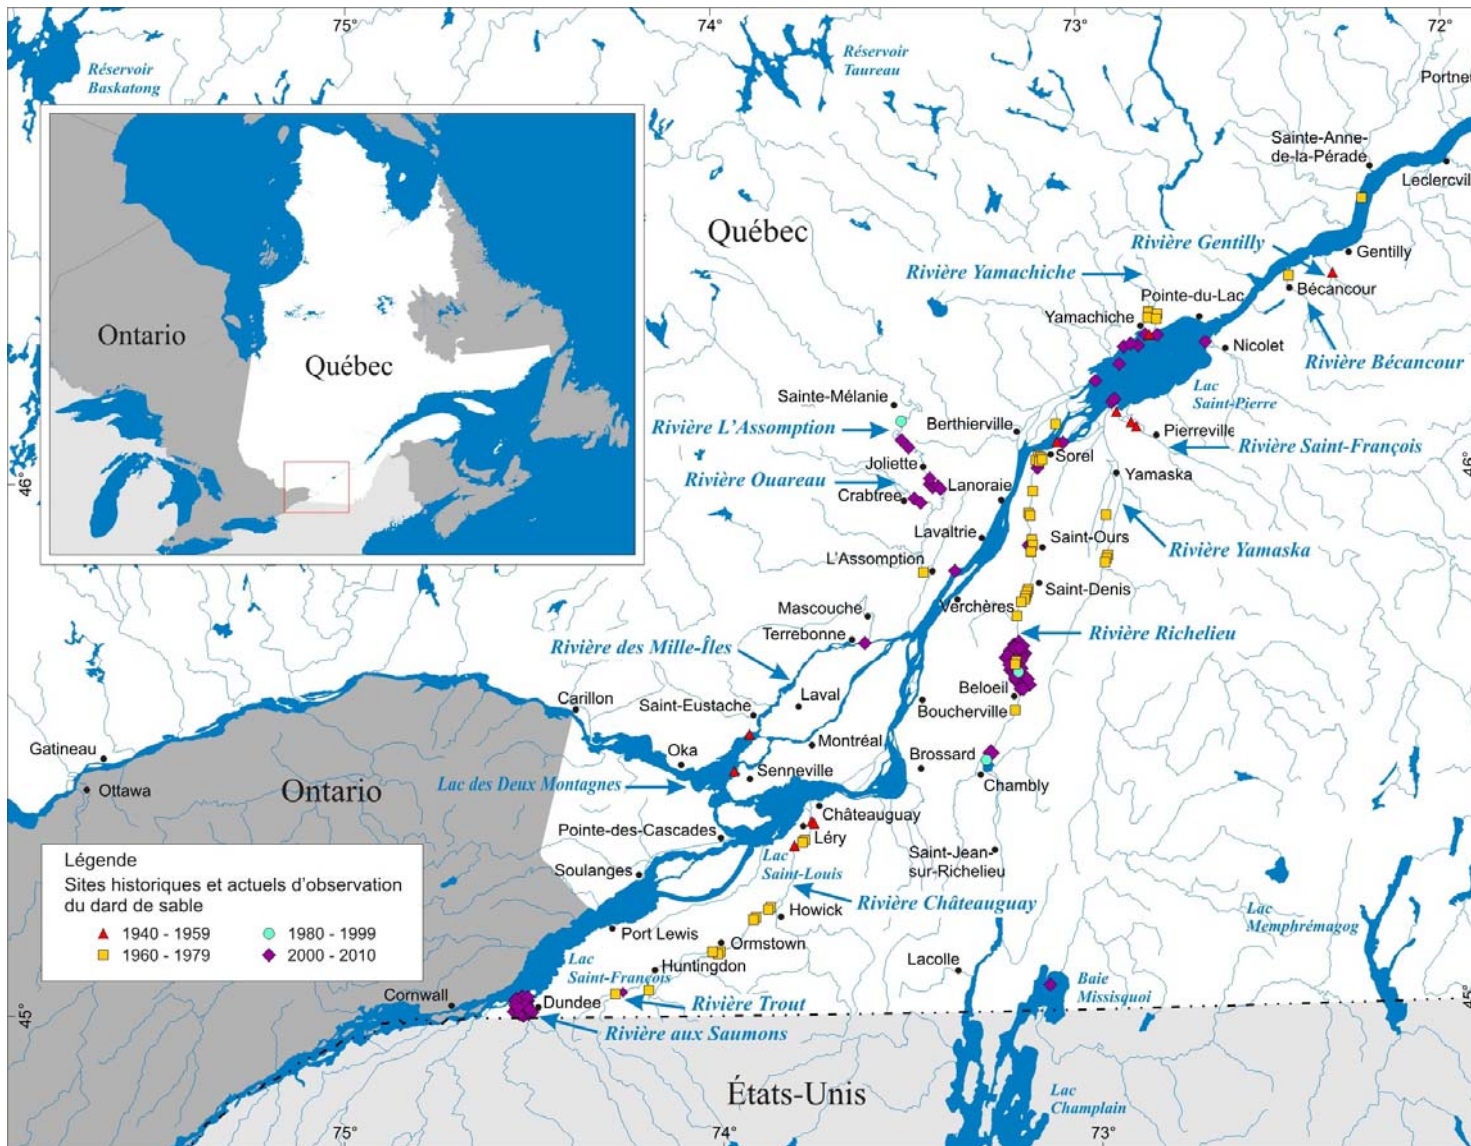 75°
74°
73°
72°
Réservoir
Baskatong
Réservoir
Taureau
Portneu
Sainte-Anne-
de-la-Pérade
Leclercvil
Québec
Rivière Gentilly
Gentilly
Rivière Yamachiche
Bécancour
Pointe-du-Lac
Yamachiche
Nicolet
Rivière Bécancour
Ontario
Québec
Lac
Saint-Pierre
Sainte-Mélanie
Rivière L'Assomption
Berthierville
Pierreville
Rivière Saint-François
Joliette
Sorel
46°
46°
Rivière Ouareau
Lanoraie
Yamaska
Crabtree
Lavaltrie
Saint-Ours
Rivière Yamaska
L'Assomption
Saint-Denis
Mascouche
Verchères
Terrebonne
Rivière Richelieu
Rivière des Mille-Îles
Beloeil
Carillon
Saint-Eustache
Laval
Boucherville
Gatineau
Oka
Montréal
Brossard
Lac des Deux Montagnes
Senneville
Chambly
Ottawa
Ontario
Châteauguay
Pointe-des-Cascades
Léry
Saint-Jean-
sur-Richelieu
Lac
Saint-Louis
Soulanges
Rivière Châteauguay
Howick
Lac
Memphrémagog
Légende
Sites historiques et actuels d'observation
du dard de sable
1940 - 1959
1980 - 1999
1960 - 1979
2000 - 2010
Port Lewis
Ormstown
Huntingdon
Lacolle
Lac
Saint-François
Baie
Missisquoi
Cornwall
Dundee
Rivière Trout
45°
45°
Rivière aux Saumons
États-Unis
Lac
Champlain
75°
74°
73°